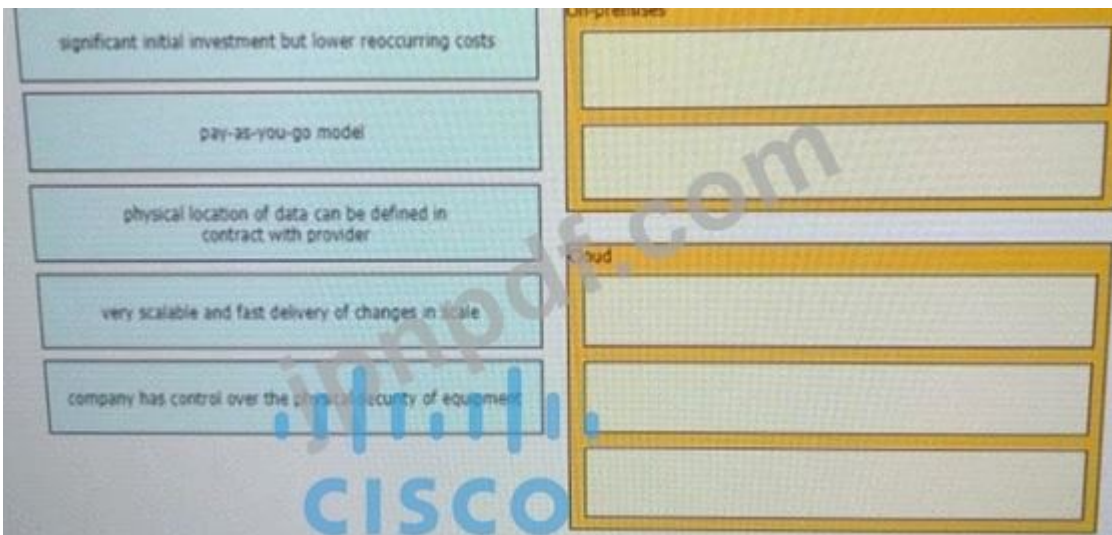 On-premises
significant initial investment but lower reoccurring costs
pay-as-you-go model
physical location of data can be defined in
contract with provider
very scalable and fast delivery of changes in scale
company has control over the physical security of equipment
Cloud
jpnpdf.com
CISCO